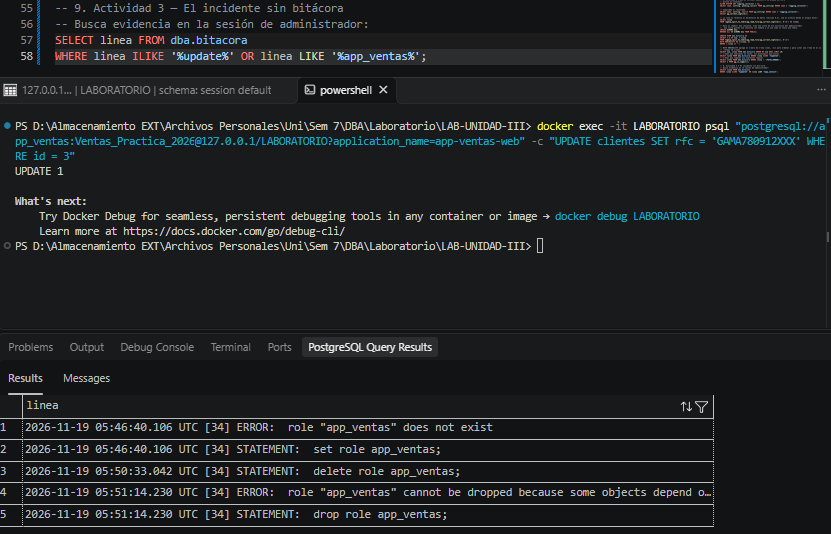 55 -- 9. Actividad 3 — El incidente sin bitácora
56 -- Busca evidencia en la sesión de administrador:
57 SELECT linea FROM dba.bitacora
58 WHERE linea ILIKE '%update%' OR linea LIKE '%app_ventas%';
127.0.0.1... | LABORATORIO | schema: session default
powershell
PS D:\Almacenamiento EXT\Archivos Personales\Uni\Sem 7\DBA\Laboratorio\LAB-UNIDAD-III> docker exec -it LABORATORIO psql "postgresql://a
pp_ventas:Ventas_Practica_2026@127.0.0.1/LABORATORIO?application_name=app-ventas-web" -c "UPDATE clientes SET rfc = 'GAMA780912XXX' WHE
RE id = 3"
UPDATE 1
What's next:
Try Docker Debug for seamless, persistent debugging tools in any container or image → docker debug LABORATORIO
Learn more at https://docs.docker.com/go/debug-cli/
PS D:\Almacenamiento EXT\Archivos Personales\Uni\Sem 7\DBA\Laboratorio\LAB-UNIDAD-III>
Problems Output Debug Console Terminal Ports PostgreSQL Query Results
Results Messages
linea
1 2026-11-19 05:46:40.106 UTC [34] ERROR: role "app_ventas" does not exist
2 2026-11-19 05:46:40.106 UTC [34] STATEMENT: set role app_ventas;
3 2026-11-19 05:50:33.042 UTC [34] STATEMENT: delete role app_ventas;
4 2026-11-19 05:51:14.230 UTC [34] ERROR: role "app_ventas" cannot be dropped because some objects depend o...
5 2026-11-19 05:51:14.230 UTC [34] STATEMENT: drop role app_ventas;